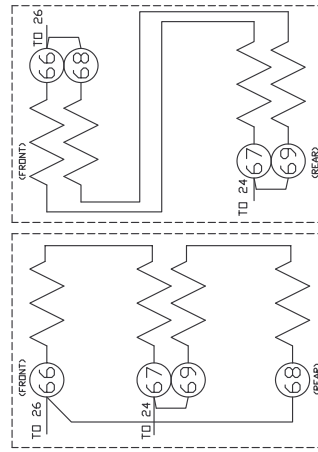 TO 26
66
68
(FRONT)
TO 24
67
69
(REAR)
(FRONT)
TO 26
66
TO 24
67
69
68
(REAR)